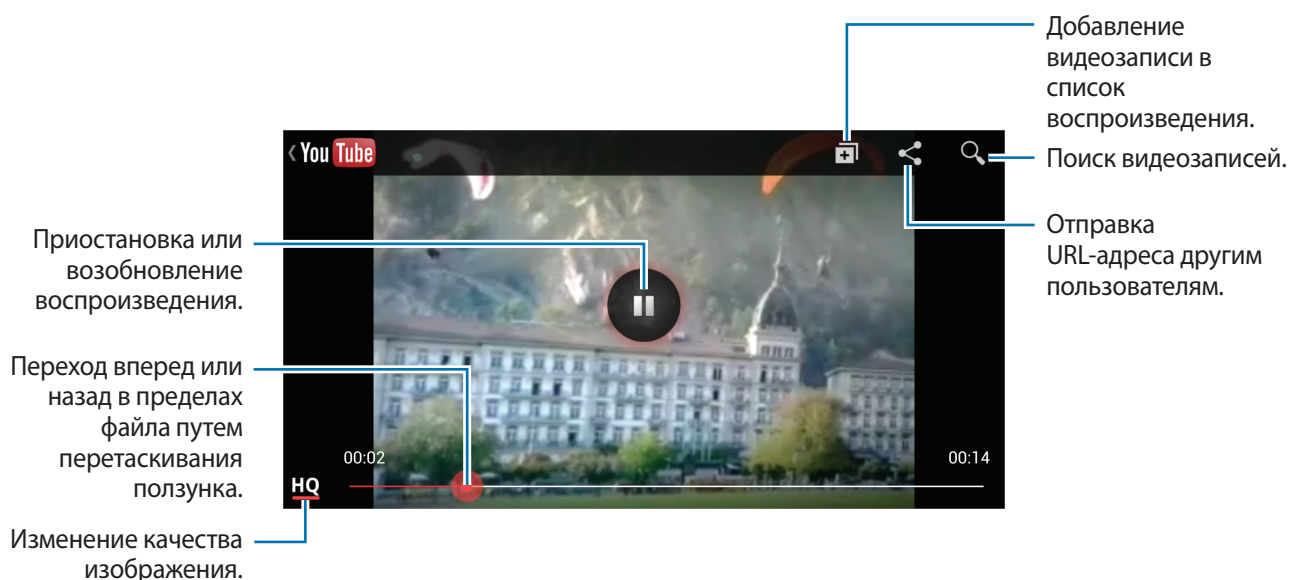 Добавление
видеозаписи в
список
воспроизведения.
You Tube
Поиск видеозаписей.
Отправка
URL-адреса другим
пользователям.
Приостановка или
возобновление
воспроизведения.
Переход вперед или
назад в пределах
файла путем
перетаскивания
ползунка.
00:02
00:14
HQ
Изменение качества
изображения.